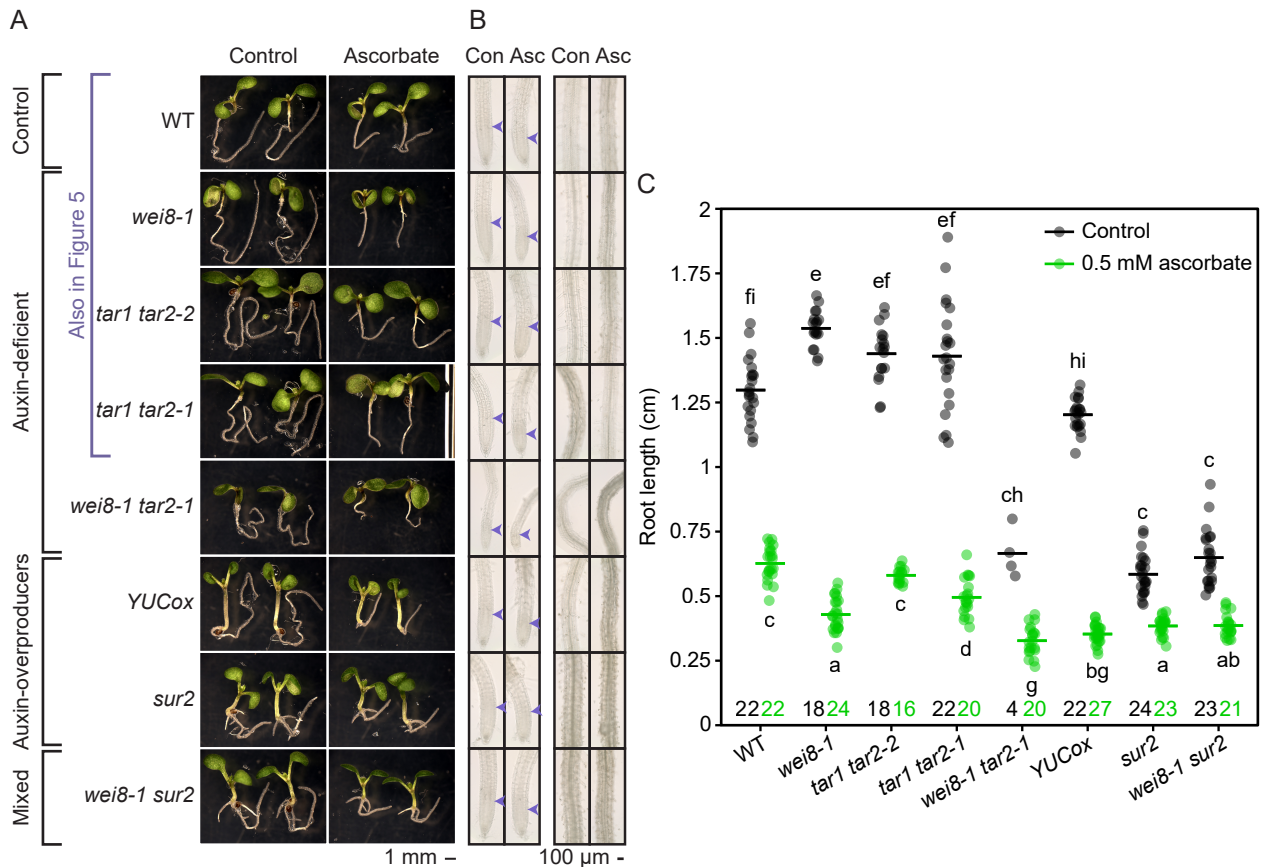 A
B
Control
Ascorbate
Con Asc
Con Asc
Control
Auxin-deficient
Auxin-overproducers
Mixed
Also in Figure 5
WT
wei8-1
tar1 tar2-2
tar1 tar2-1
wei8-1 tar2-1
YUCox
sur2
wei8-1 sur2
1 mm
100 µm
C
Root length (cm)
2
1.75
1.5
1.25
1
0.75
0.5
0.25
0
Control
0.5 mM ascorbate
fi
e
ef
ef
ch
hi
c
c
c
a
c
d
g
bg
a
ab
22 22 18 24 18 16 22 20 4 20 22 27 24 23 23 21
WT
wei8-1
tar1 tar2-2
tar1 tar2-1
wei8-1 tar2-1
YUCox
sur2
wei8-1 sur2